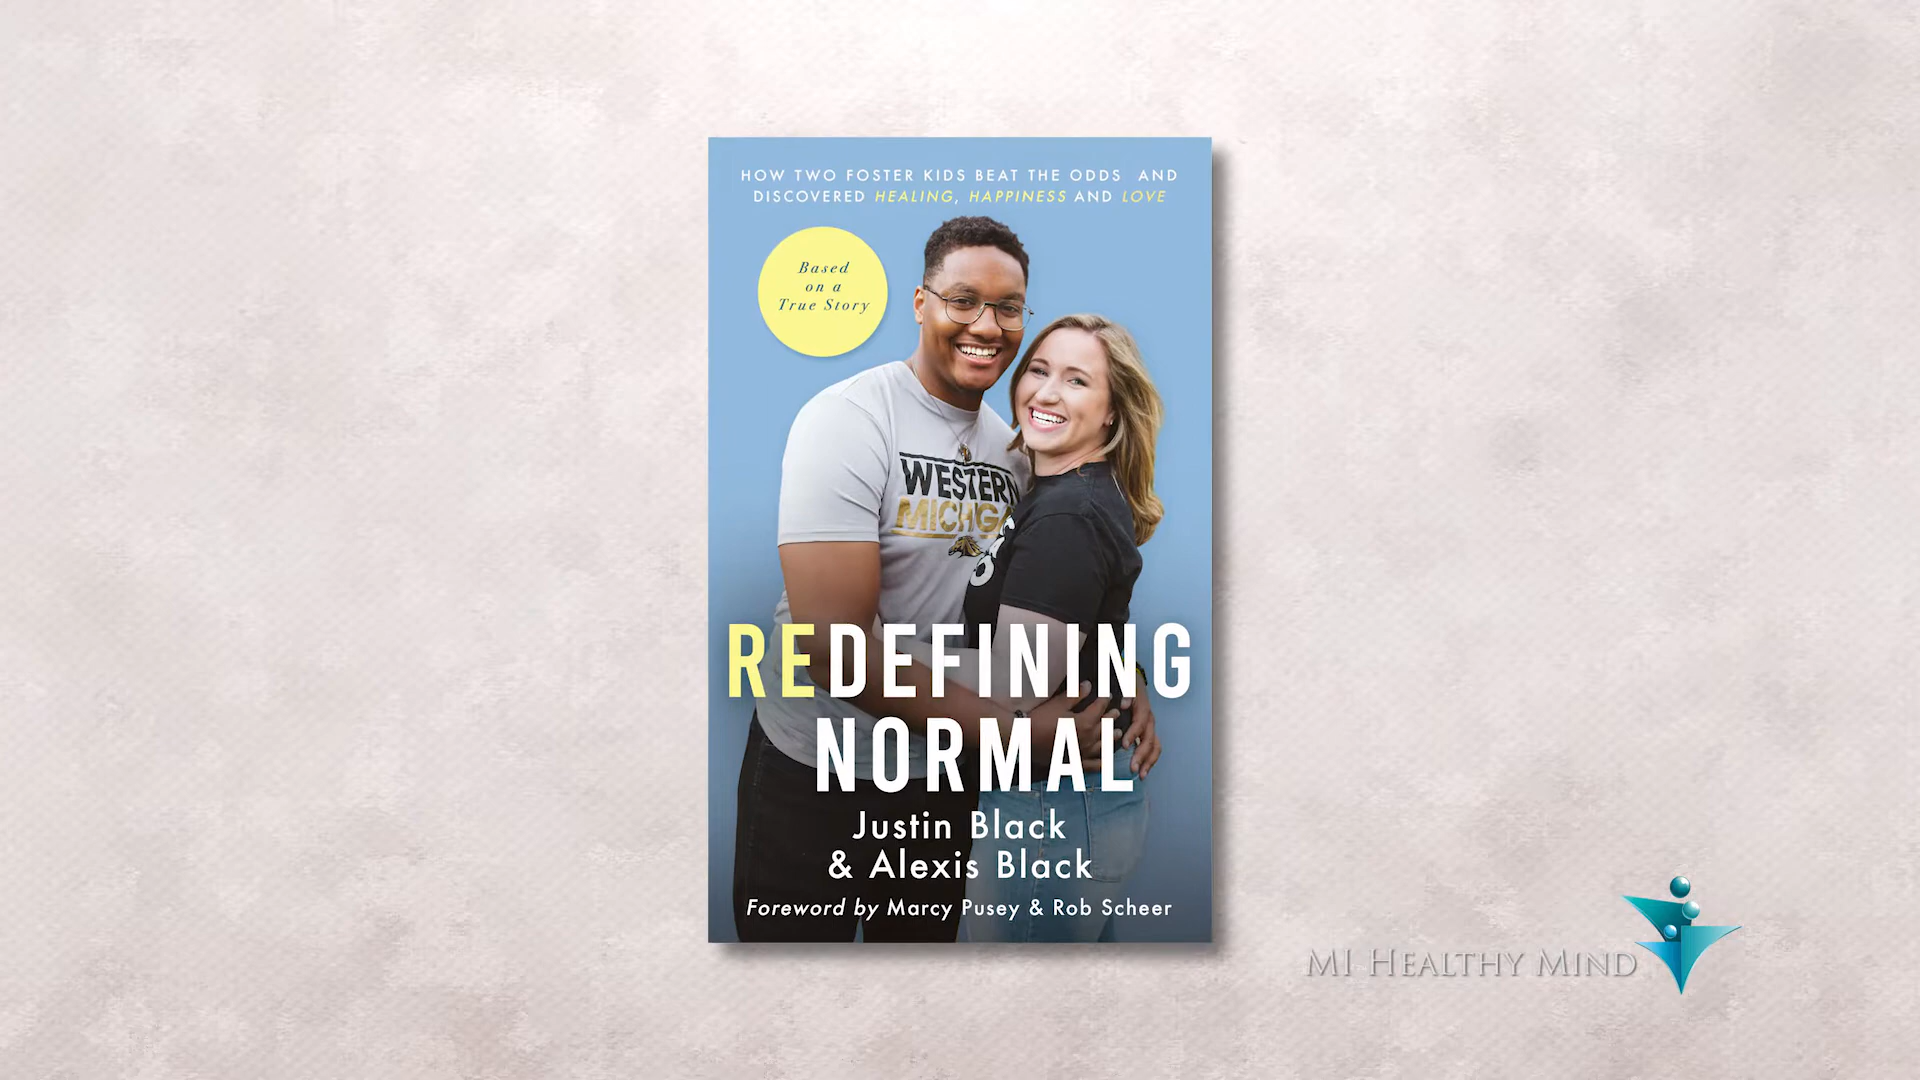 HOW TWO FOSTER KIDS BEAT THE ODDS AND
DISCOVERED HEALING, HAPPINESS AND LOVE
Based
on a
True Story
WESTERN
REDEFINING
NORMAL
Justin Black
& Alexis Black
Foreword by Marcy Pusey & Rob Scheer
MI HEALTHY MIND